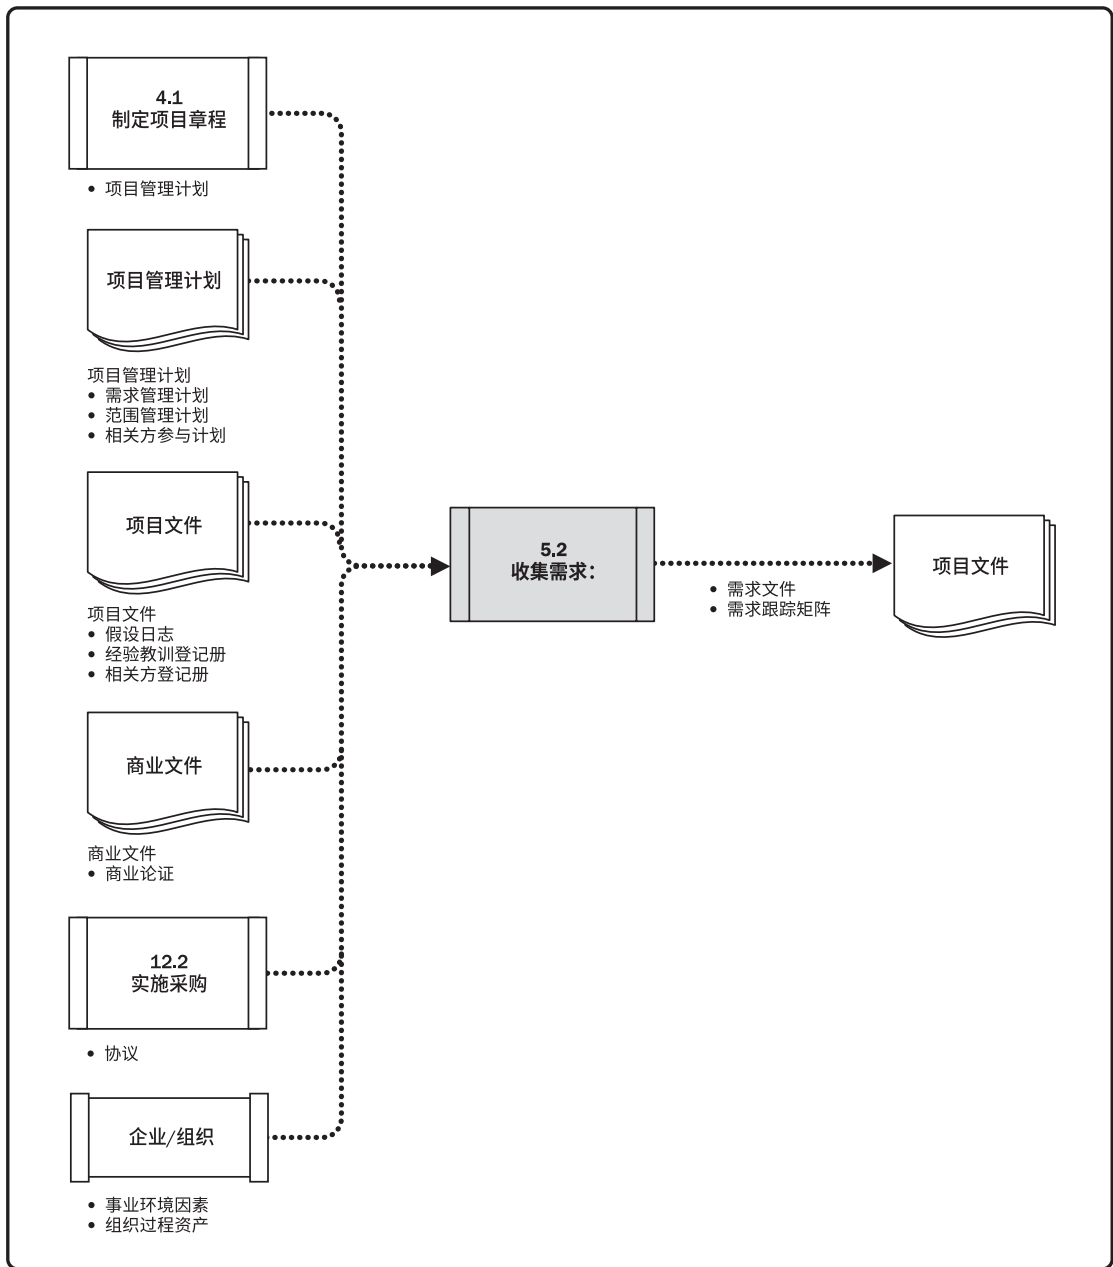 4.1
制定项目章程
• 项目管理计划
项目管理计划
项目管理计划
• 需求管理计划
• 范围管理计划
• 相关方参与计划
项目文件
项目文件
• 假设日志
• 经验教训登记册
• 相关方登记册
商业文件
商业文件
• 商业论证
12.2
实施采购
• 协议
企业/组织
• 事业环境因素
• 组织过程资产
5.2
收集需求：
• 需求文件
• 需求跟踪矩阵
项目文件